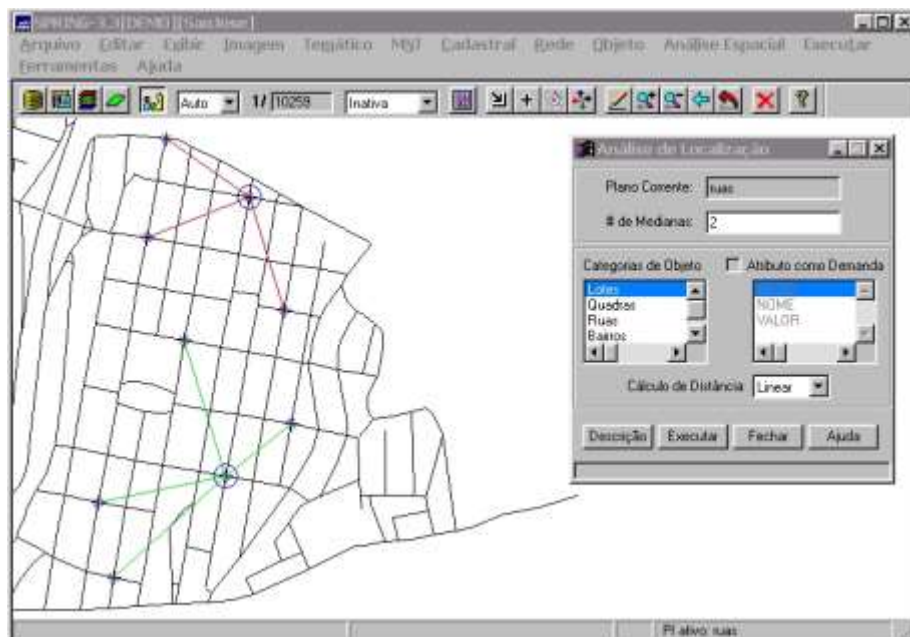 SPRING-3.3[DEMO][SaoJose]
Arquivo Editar Exibir Imagem Temático MNT Cadastral Rede Objeto Análise Espacial Executar
Ferramentas Ajuda
Auto 1/ 10259 Inativa
Análise de Localização
Plano Corrente: ruas
# de Medianas: 2
Categorias de Objeto Atributo como Demanda
Lotes
Quadras NOME
Ruas VALOR
Bairros
Cálculo de Distância Linear
Descrição Executar Fechar Ajuda
PI ativo: ruas